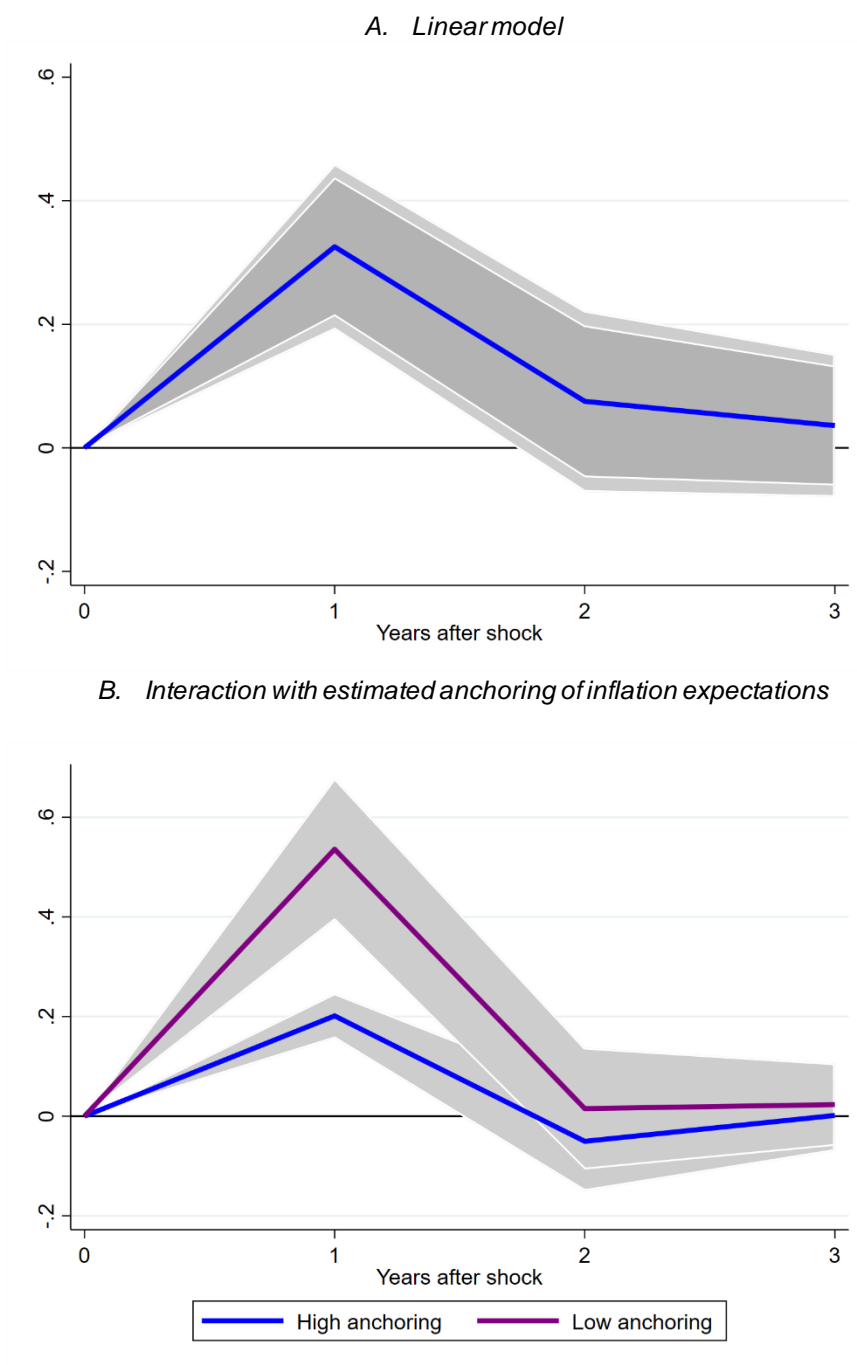 A. Linear model
.6
.4
.2
0
-.2
0 1 2 3
Years after shock
B. Interaction with estimated anchoring of inflation expectations
.6
.4
.2
0
-.2
0 1 2 3
Years after shock
High anchoring Low anchoring